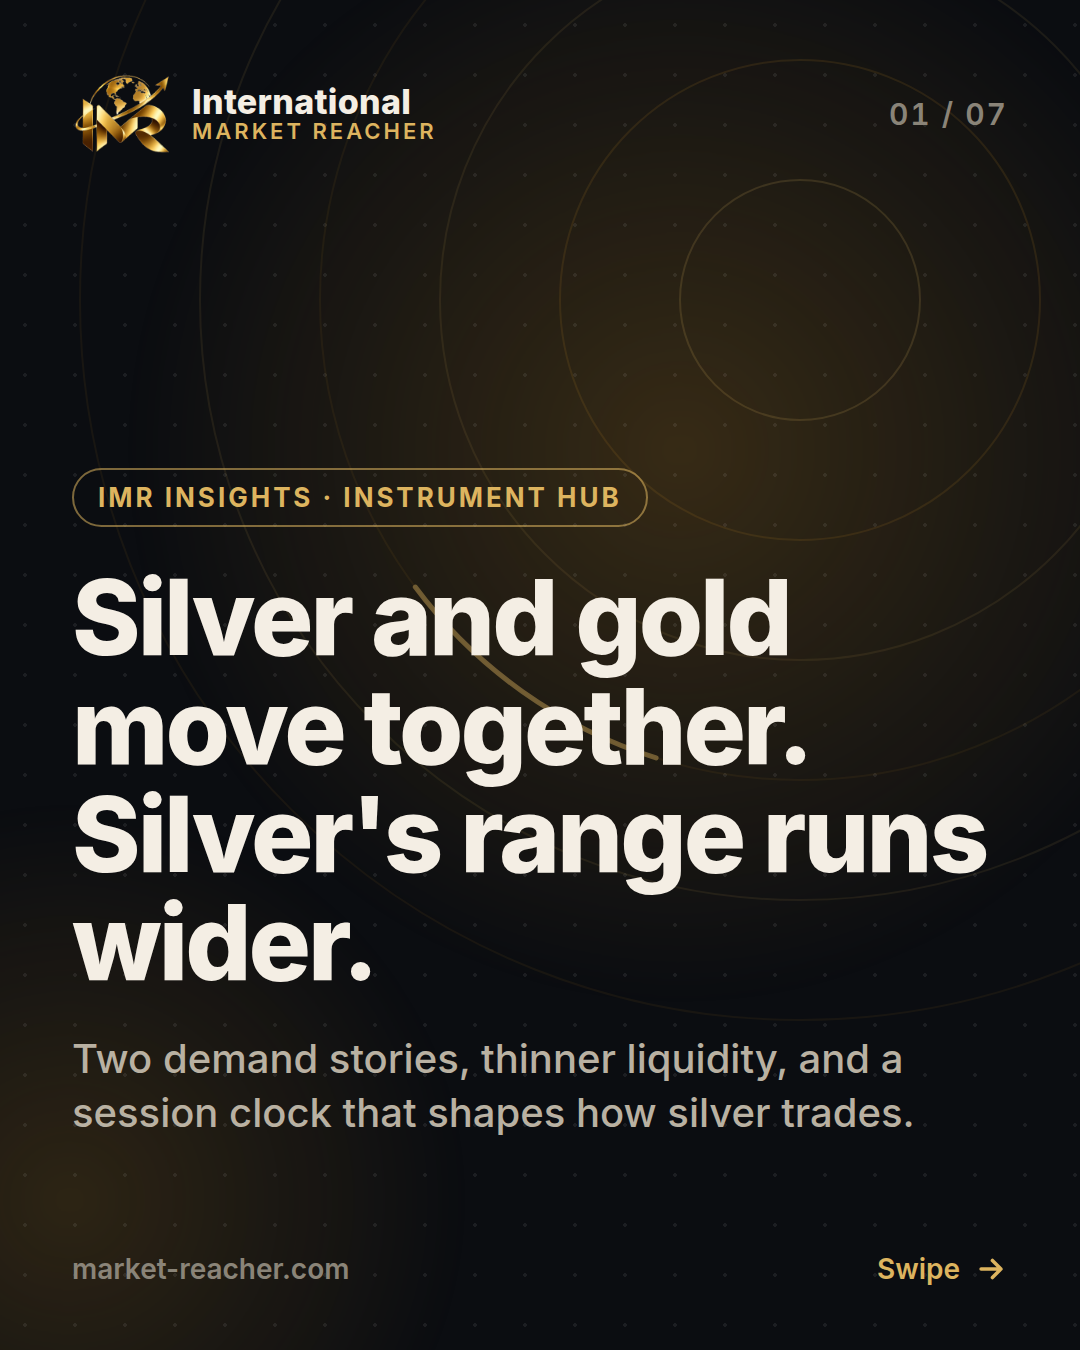 IMR
International
MARKET REACHER
01 / 07
IMR INSIGHTS · INSTRUMENT HUB
Silver and gold
move together.
Silver's range runs
wider.
Two demand stories, thinner liquidity, and a
session clock that shapes how silver trades.
market-reacher.com
Swipe →